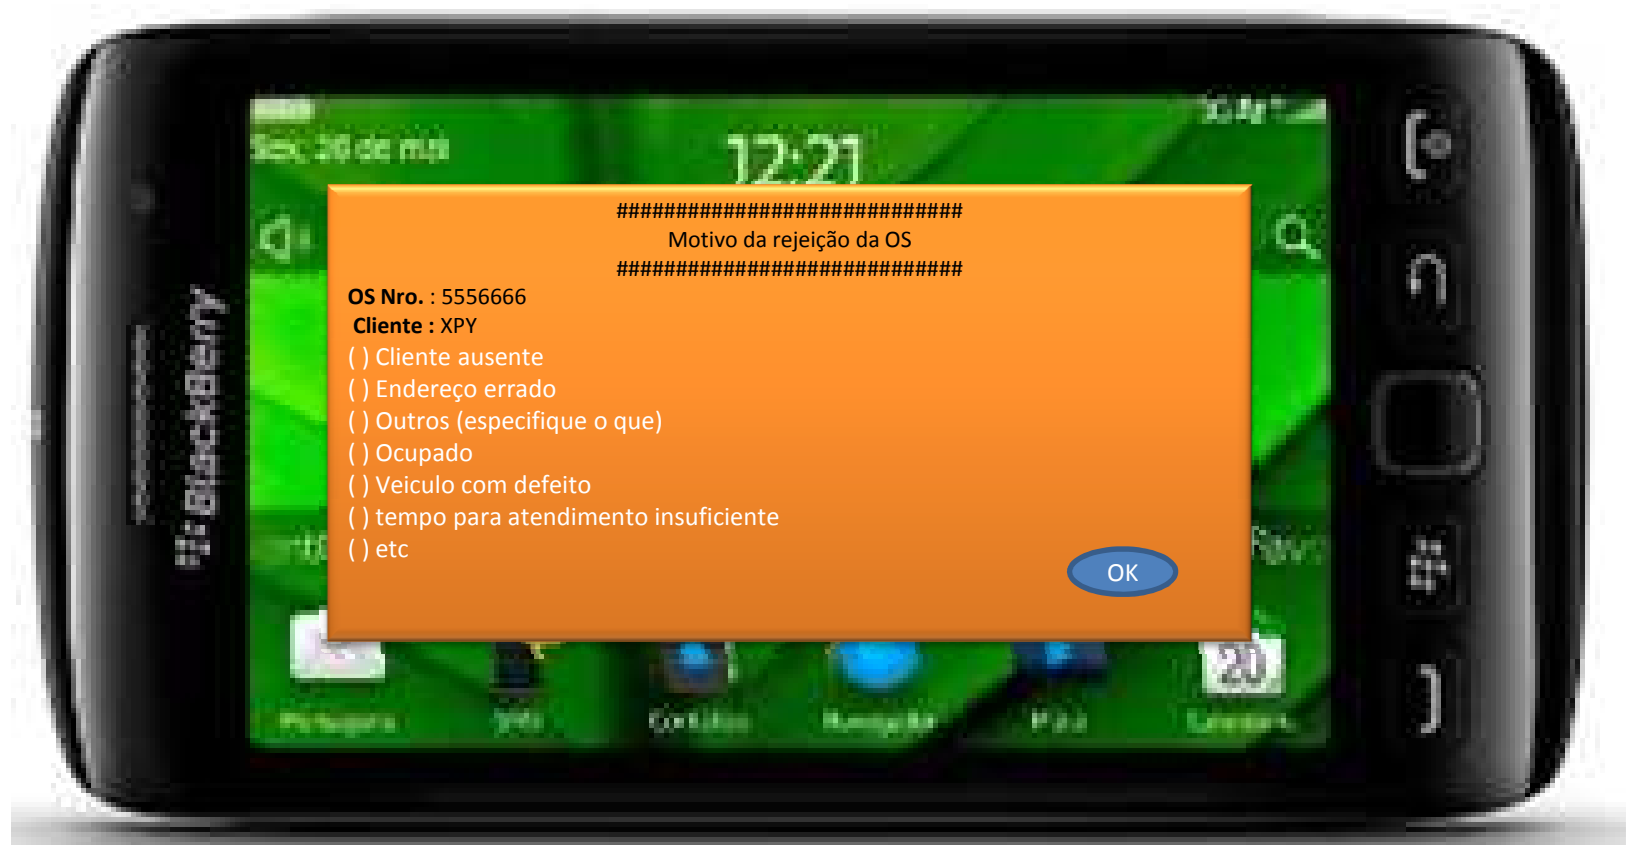 12:21
#############################
Motivo da rejeição da OS
#############################
OS Nro. : 5556666
Cliente : XPY
( ) Cliente ausente
( ) Endereço errado
( ) Outros (especifique o que)
( ) Ocupado
( ) Veiculo com defeito
( ) tempo para atendimento insuficiente
( ) etc
OK
20
BlackBerry